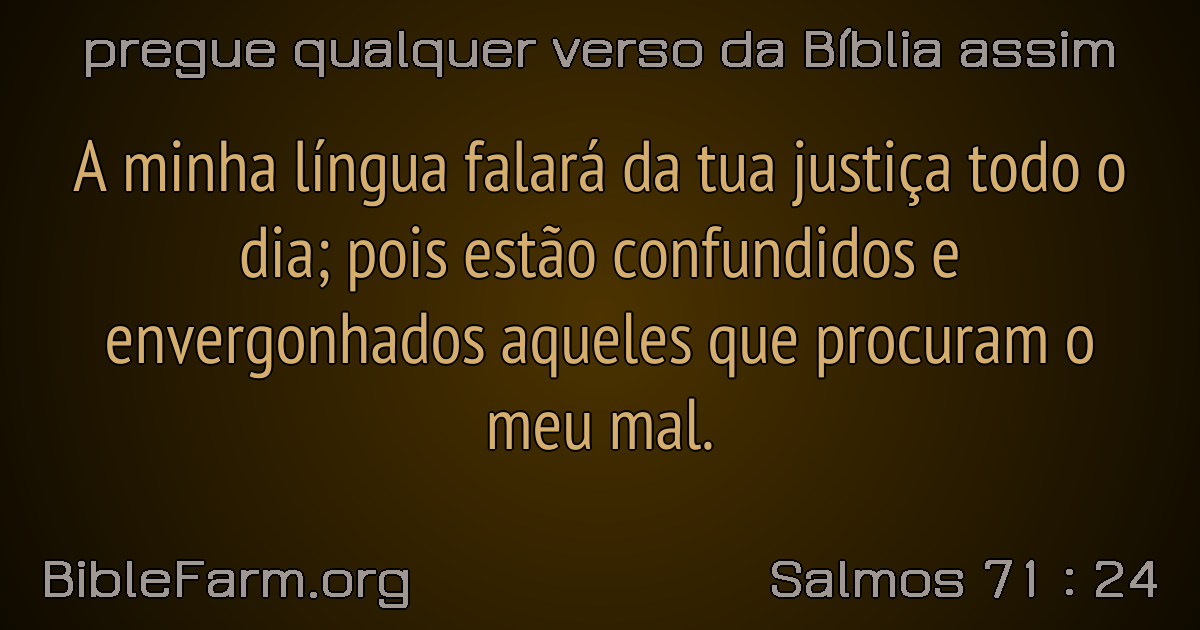 pregue qualquer verso da Bíblia assim
A minha língua falará da tua justiça todo o
dia; pois estão confundidos e
envergonhados aqueles que procuram o
meu mal.
BibleFarm.org
Salmos 71 : 24